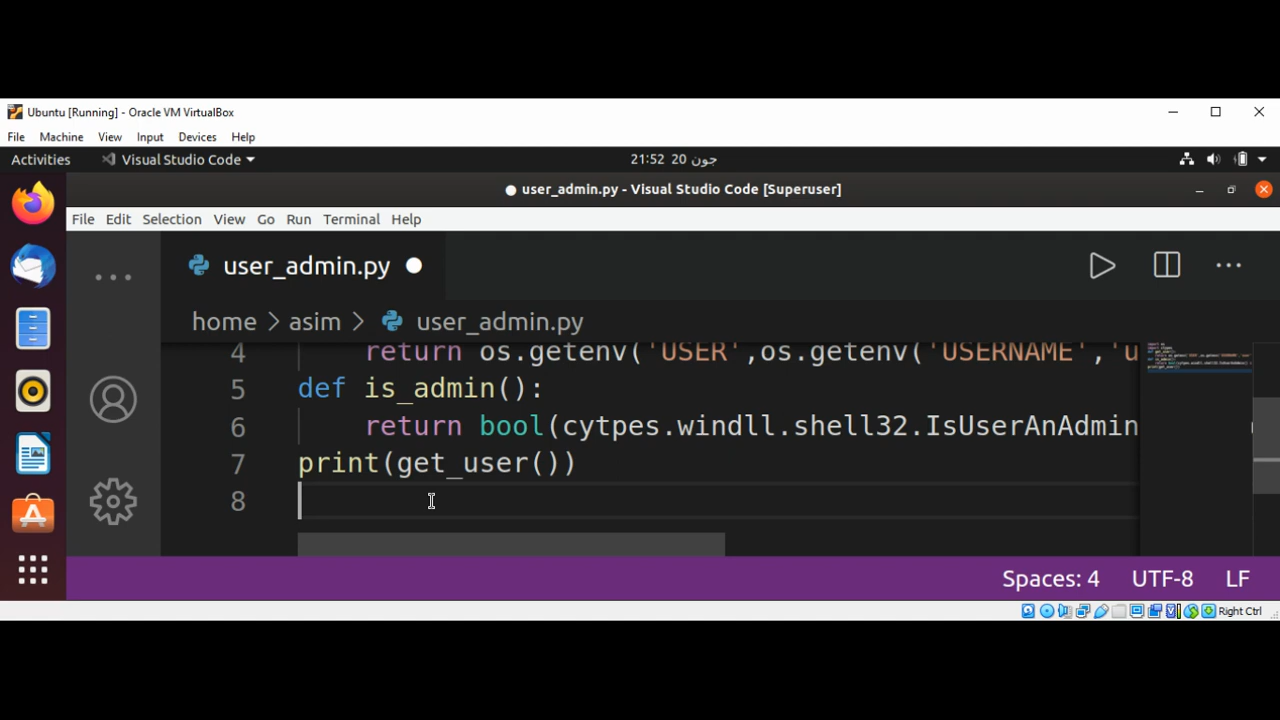 Ubuntu [Running] - Oracle VM VirtualBox
File Machine View Input Devices Help
Activities Visual Studio Code 21:52 20 جون
user_admin.py - Visual Studio Code [Superuser]
File Edit Selection View Go Run Terminal Help
user_admin.py
home > asim > user_admin.py
4 return os.getenv('USER',os.getenv('USERNAME','u
5 def is_admin():
6 return bool(cytpes.windll.shell32.IsUserAnAdmin
7 print(get_user())
8
Spaces: 4 UTF-8 LF
Right Ctrl